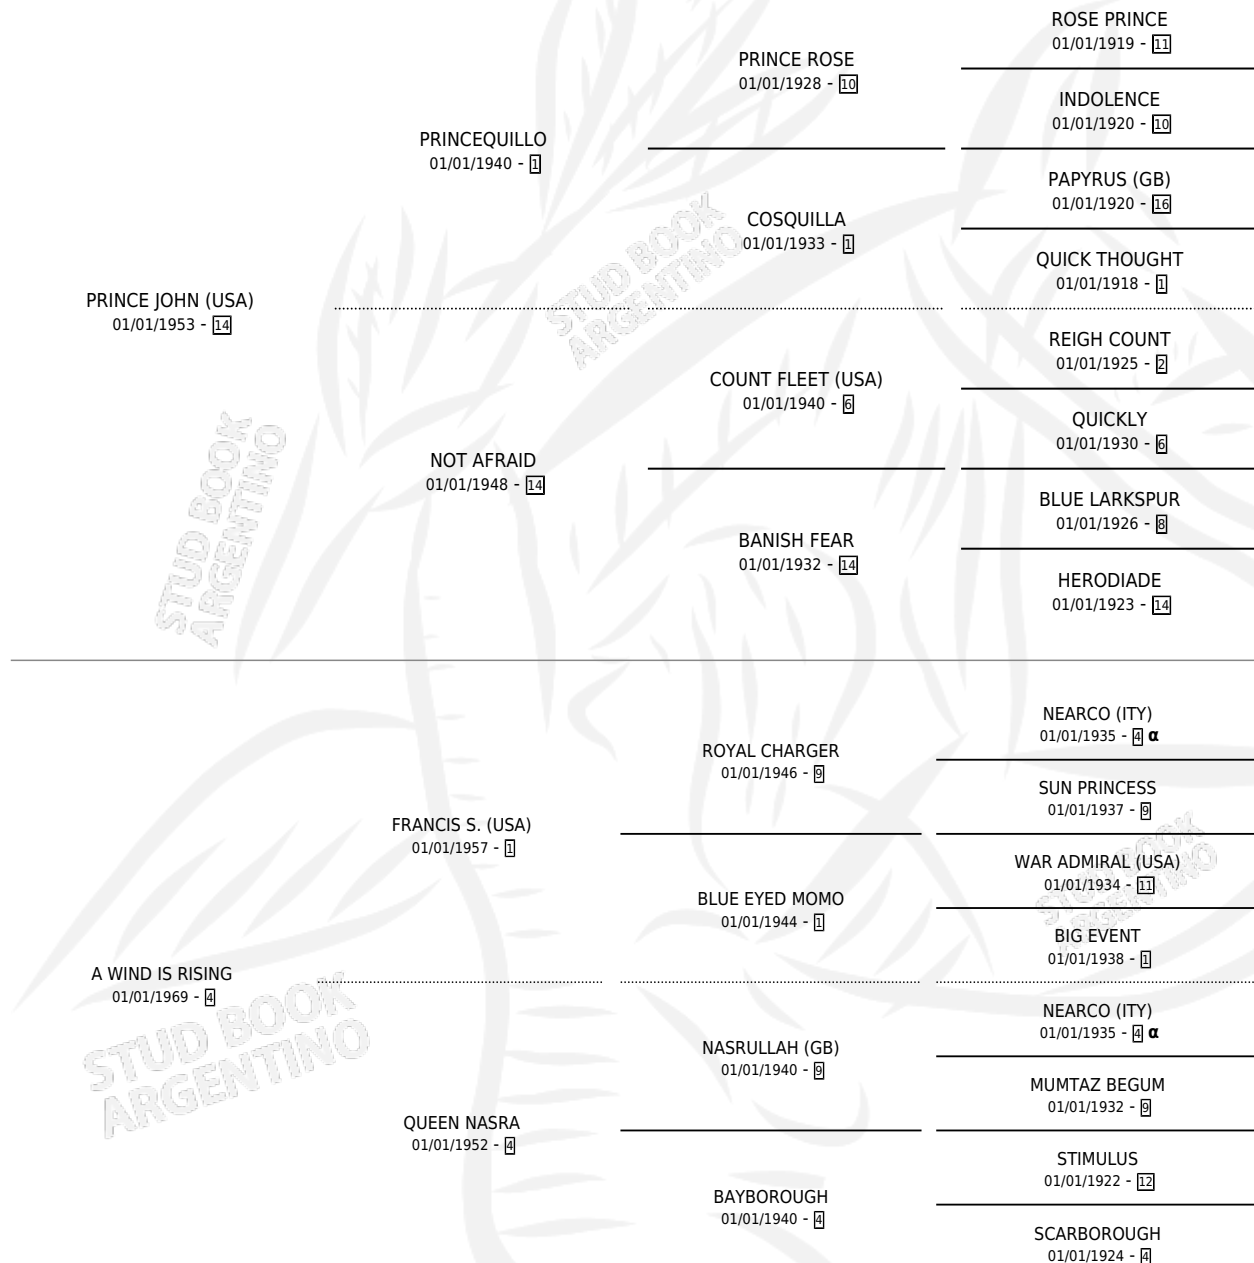 ROSE PRINCE
01/01/1919 - 11
PRINCE ROSE
01/01/1928 - 10
INDOLENCE
01/01/1920 - 10
PRINCEQUILLO
01/01/1940 - 1
PAPYRUS (GB)
01/01/1920 - 16
COSQUILLA
01/01/1933 - 1
QUICK THOUGHT
01/01/1918 - 1
PRINCE JOHN (USA)
01/01/1953 - 14
REIGH COUNT
01/01/1925 - 2
COUNT FLEET (USA)
01/01/1940 - 6
QUICKLY
01/01/1930 - 6
NOT AFRAID
01/01/1948 - 14
BLUE LARKSPUR
01/01/1926 - 8
BANISH FEAR
01/01/1932 - 14
HERODIADE
01/01/1923 - 14
NEARCO (ITY)
01/01/1935 - 4 α
ROYAL CHARGER
01/01/1946 - 9
SUN PRINCESS
01/01/1937 - 9
FRANCIS S. (USA)
01/01/1957 - 1
WAR ADMIRAL (USA)
01/01/1934 - 11
BLUE EYED MOMO
01/01/1944 - 1
BIG EVENT
01/01/1938 - 1
A WIND IS RISING
01/01/1969 - 4
NEARCO (ITY)
01/01/1935 - 4 α
NASRULLAH (GB)
01/01/1940 - 9
MUMTAZ BEGUM
01/01/1932 - 9
QUEEN NASRA
01/01/1952 - 4
STIMULUS
01/01/1922 - 12
BAYBOROUGH
01/01/1940 - 4
SCARBOROUGH
01/01/1924 - 4
STUD BOOK
ARGENTINO
STUD BOOK
ARGENTINO
STUD BOOK
ARGENTINO
STUD BOOK
ARGENTINO